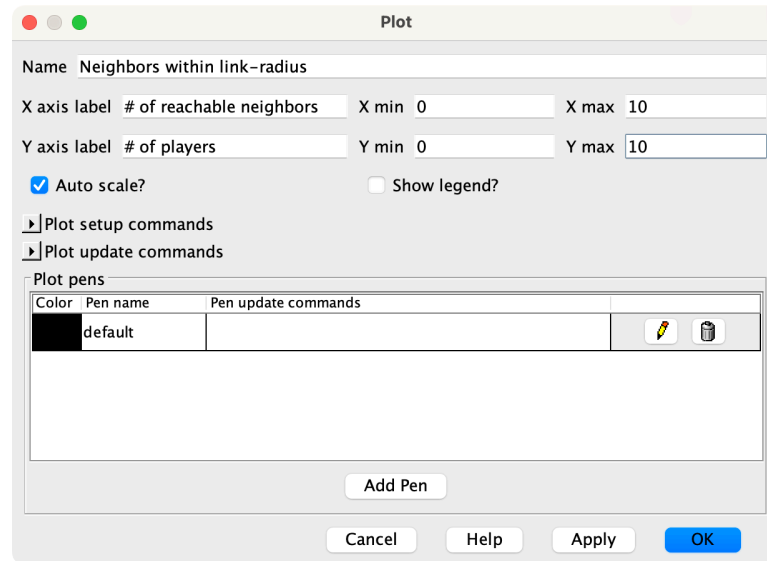 Plot
Name Neighbors within link-radius
X axis label # of reachable neighbors X min 0 X max 10
Y axis label # of players Y min 0 Y max 10
Auto scale? Show legend?
Plot setup commands
Plot update commands
Plot pens
Color Pen name Pen update commands
default
Add Pen
Cancel Help Apply OK